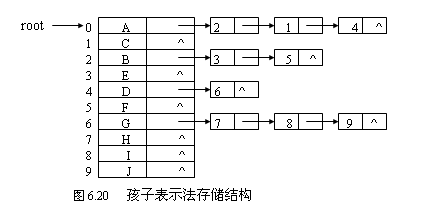 root 0 A 2 1 4 ^
1 C ^
2 B 3 5 ^
3 E ^
4 D 6 ^
5 F ^
6 G 7 8 9 ^
7 H ^
8 I ^
9 J ^
图 6.20 孩子表示法存储结构